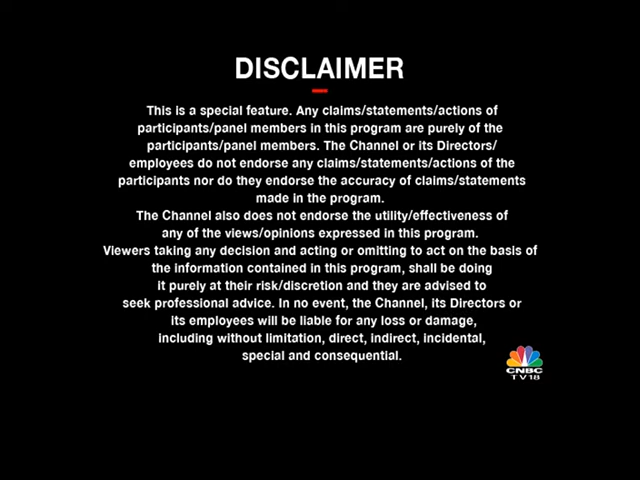 DISCLAIMER
This is a special feature. Any claims/statements/actions of
participants/panel members in this program are purely of the
participants/panel members. The Channel or its Directors/
employees do not endorse any claims/statements/actions of the
participants nor do they endorse the accuracy of claims/statements
made in the program.
The Channel also does not endorse the utility/effectiveness of
any of the views/opinions expressed in this program.
Viewers taking any decision and acting or omitting to act on the basis of
the information contained in this program, shall be doing
it purely at their risk/discretion and they are advised to
seek professional advice. In no event, the Channel, its Directors or
its employees will be liable for any loss or damage,
including without limitation, direct, indirect, incidental,
special and consequential.
CNBC
TV18